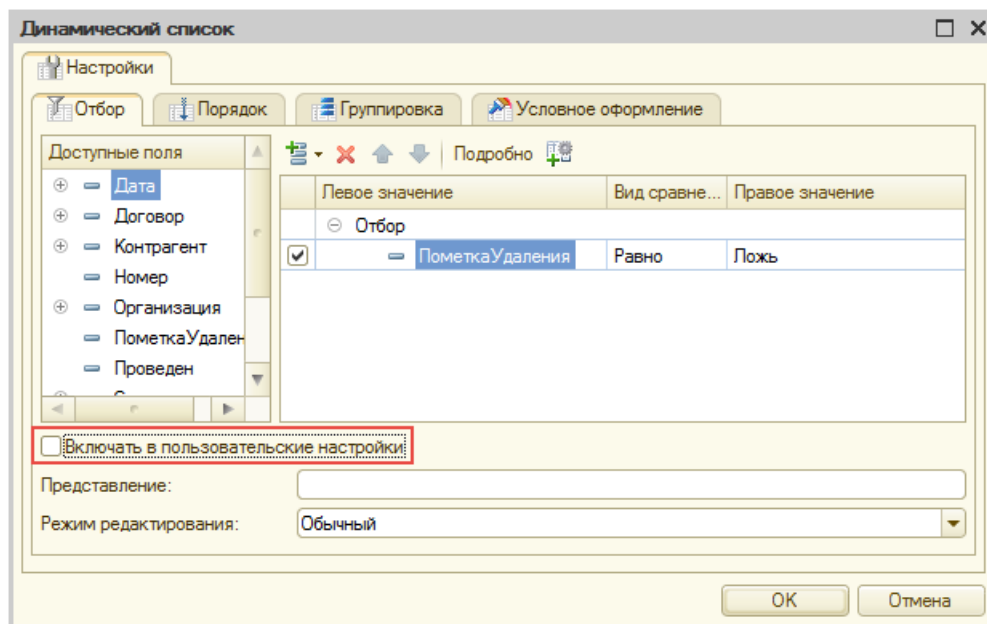 Динамический список
Настройки
Отбор Порядок Группировка Условное оформление
Доступные поля
Дата
Договор
Контрагент
Номер
Организация
ПометкаУдален
Проведен
Подробно
Левое значение Вид сравне... Правое значение
Отбор
ПометкаУдаления Равно Ложь
Включать в пользовательские настройки
Представление:
Режим редактирования: Обычный
ОК Отмена